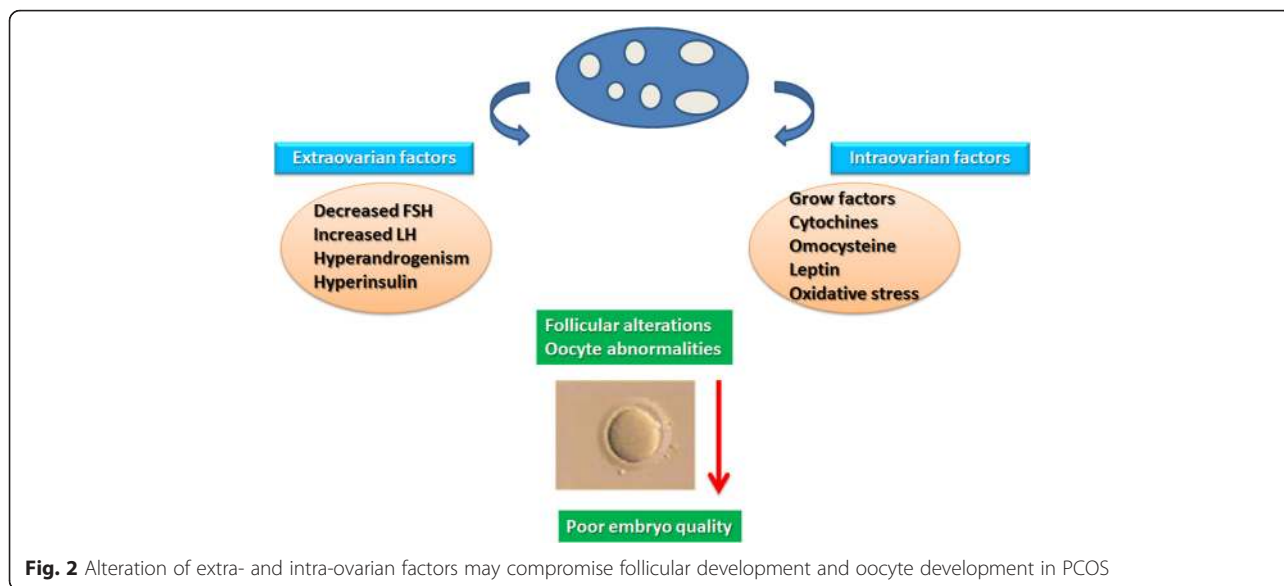 Extraovarian factors
Intraovarian factors
Decreased FSH
Increased LH
Hyperandrogenism
Hyperinsulin
Grow factors
Cytochines
Omocysteine
Leptin
Oxidative stress
Follicular alterations
Oocyte abnormalities
Poor embryo quality
Fig. 2 Alteration of extra- and intra-ovarian factors may compromise follicular development and oocyte development in PCOS